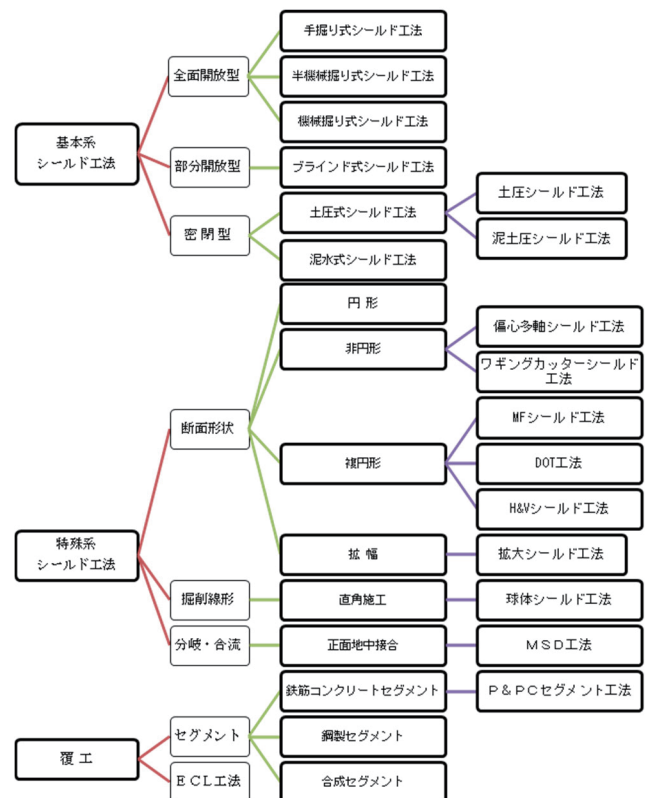 基本系
シールド工法
全面開放型
手掘り式シールド工法
半機械掘り式シールド工法
機械掘り式シールド工法
部分開放型
ブラインド式シールド工法
密閉型
土圧式シールド工法
土圧シールド工法
泥土圧シールド工法
泥水式シールド工法
特殊系
シールド工法
断面形状
円形
非円形
偏心多軸シールド工法
ワギングカッターシールド
工法
複円形
MFシールド工法
DOT工法
H&Vシールド工法
拡幅
拡大シールド工法
掘削線形
直角施工
球体シールド工法
分岐・合流
正面地中接合
ＭＳＤ工法
覆工
セグメント
鉄筋コンクリートセグメント
Ｐ＆ＰＣセグメント工法
鋼製セグメント
合成セグメント
ＥＣＬ工法